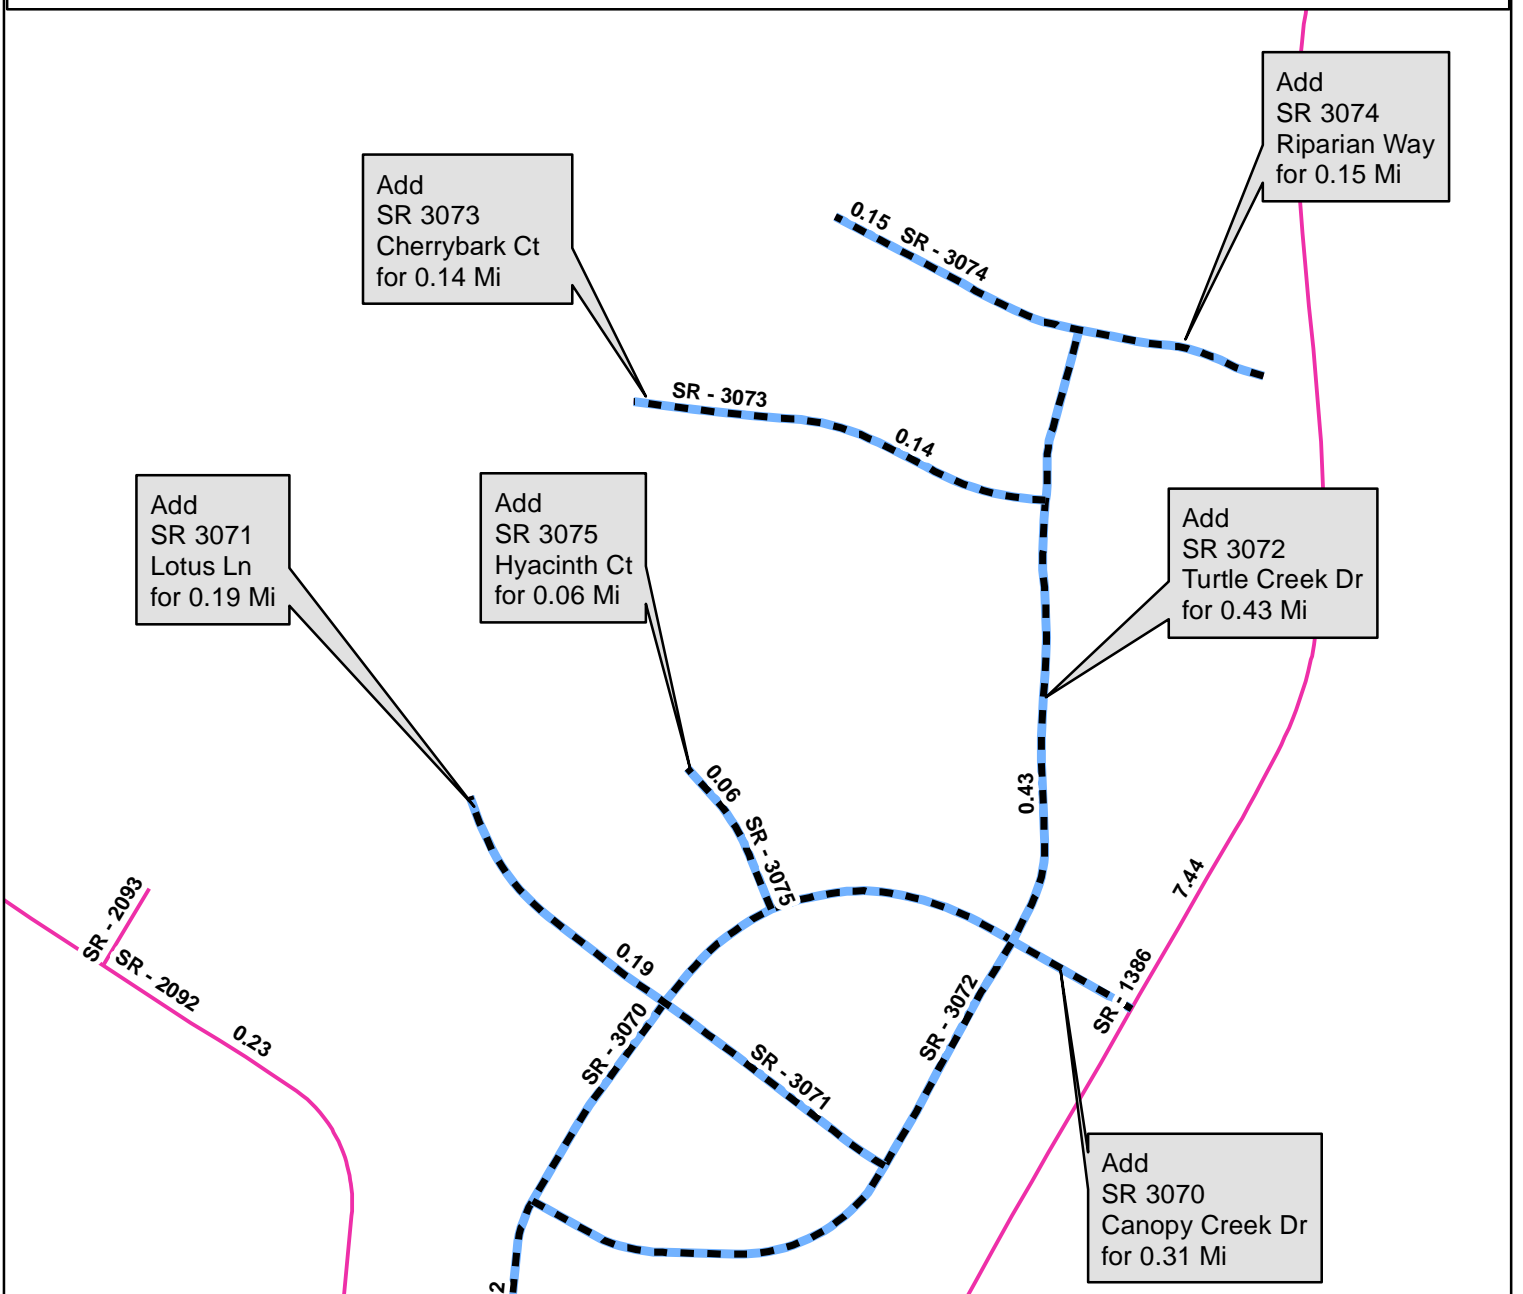 Add
SR 3074
Riparian Way
for 0.15 Mi
Add
SR 3073
Cherrybark Ct
for 0.14 Mi
0.15 SR - 3074
SR - 3073
0.14
Add
SR 3071
Lotus Ln
for 0.19 Mi
Add
SR 3075
Hyacinth Ct
for 0.06 Mi
Add
SR 3072
Turtle Creek Dr
for 0.43 Mi
0.06 SR - 3075
0.43
7.44
SR - 2093
SR - 2092
0.23
0.19
SR - 3070
SR - 3071
SR - 3072
SR - 1386
Add
SR 3070
Canopy Creek Dr
for 0.31 Mi
2